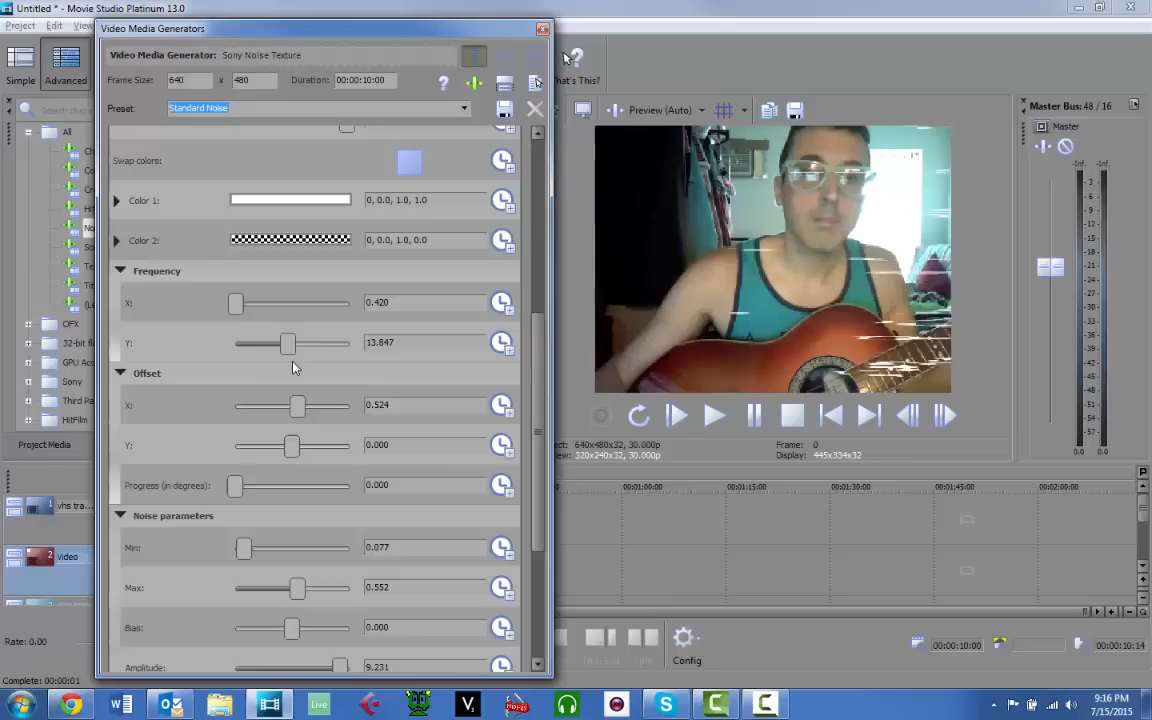 Untitled * - Movie Studio Platinum 13.0
Project Edit View
Video Media Generators
Video Media Generator: Sony Noise Texture
Frame Size: 640 x 480 Duration: 00:00:10:00
Preset: Standard Noise
Simple
Advanced
What's This?
All
OFX
32-bit fl
GPU Acc
Sony
Third Pa
HitFilm
Project Media
Swap colors:
Color 1: 0, 0.0, 1.0, 1.0
Color 2: 0, 0.0, 1.0, 0.0
Frequency
X: 0.420
Y: 13.847
Offset
X: 0.524
Y: 0.000
Progress (in degrees): 0.000
Noise parameters
Min: 0.077
Max: 0.552
Bias: 0.000
Amplitude: 9.231
Preview (Auto)
Master Bus: 48 / 16
Master
-Inf. -Inf.
3
6
9
12
15
18
21
24
27
30
33
36
39
42
45
48
51
54
57
0.0 0.0
640x480x32, 30.000p
320x240x32, 30.000p
Frame: 0
Display: 445x334x32
00:01:00:00 00:01:15:00 00:01:30:00 00:01:45:00 00:02:00:00
1 vhs tra...
2 Video
Rate: 0.00
Complete: 00:00:01
Split
Config
00:00:10:00
00:00:10:14
Live
9:16 PM
7/15/2015